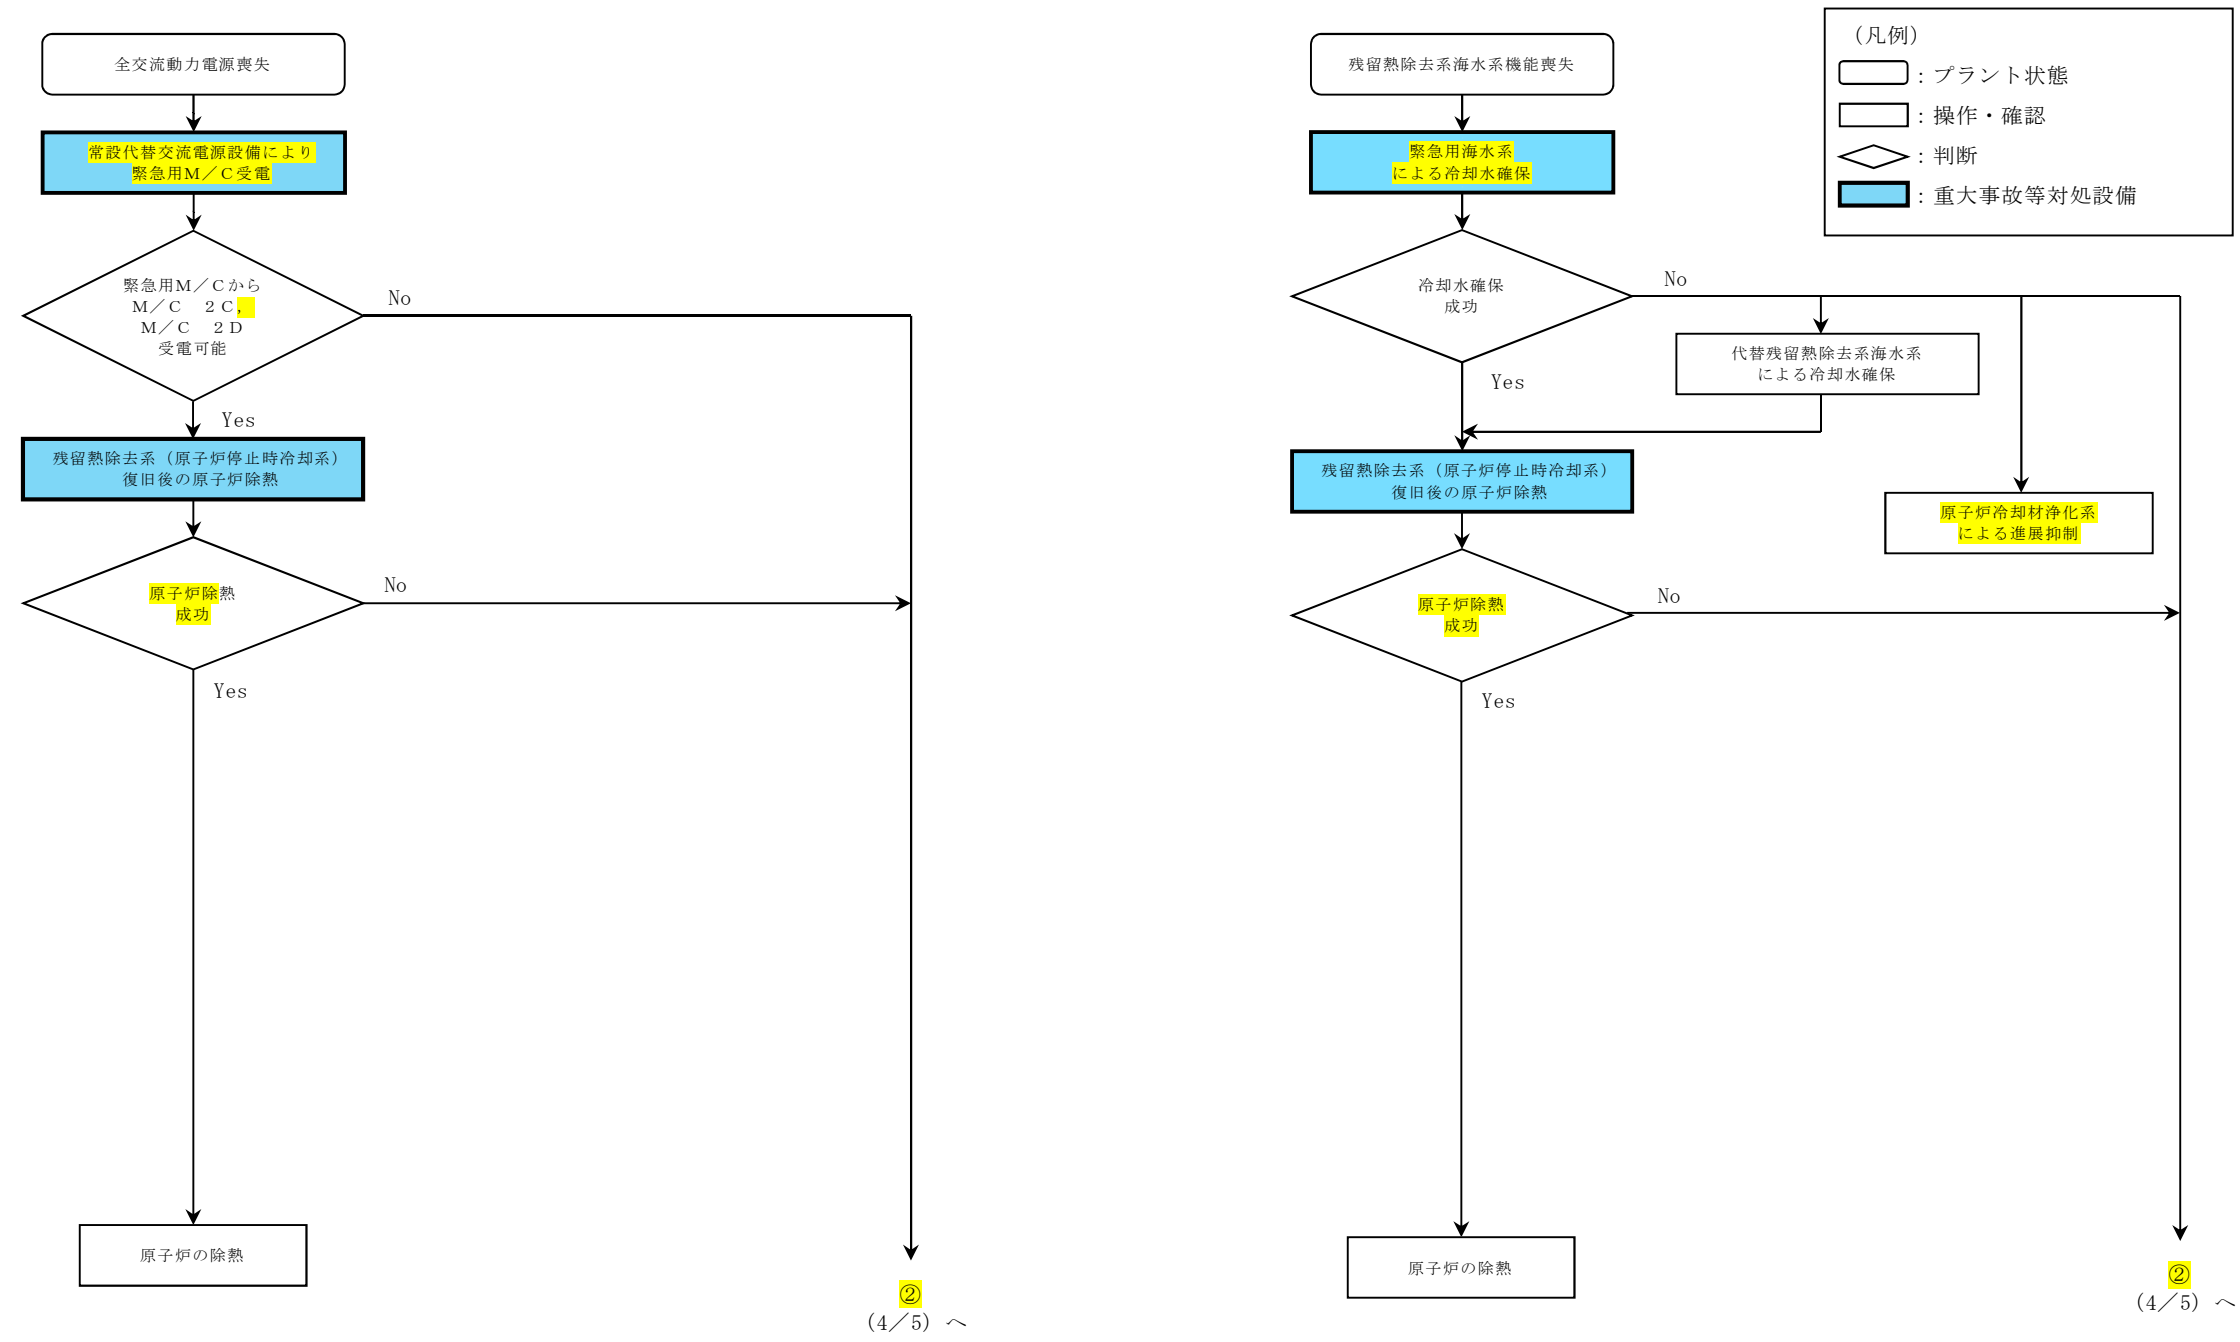 全交流動力電源喪失
常設代替交流電源設備により
緊急用Ｍ／Ｃ受電
緊急用Ｍ／Ｃから
Ｍ／Ｃ　２Ｃ，
Ｍ／Ｃ　２Ｄ
受電可能
No
Yes
残留熱除去系（原子炉停止時冷却系）
復旧後の原子炉除熱
原子炉除熱
成功
No
Yes
原子炉の除熱
②
(4／5) へ
残留熱除去系海水系機能喪失
緊急用海水系
による冷却水確保
冷却水確保
成功
No
Yes
代替残留熱除去系海水系
による冷却水確保
残留熱除去系（原子炉停止時冷却系）
復旧後の原子炉除熱
原子炉冷却材浄化系
による進展抑制
原子炉除熱
成功
No
Yes
原子炉の除熱
②
(4／5) へ
（凡例）
：プラント状態
：操作・確認
：判断
：重大事故等対処設備